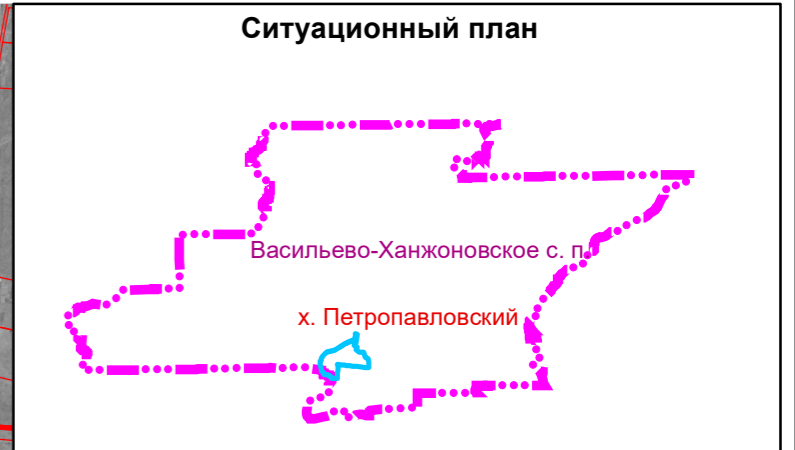 Ситуационный план
Васильево-Ханжоновское с. п.
х. Петропавловский